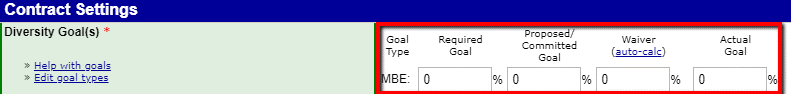 Contract Settings
Diversity Goal(s) *
» Help with goals
» Edit goal types
Goal Type
Required Goal
Proposed/ Committed Goal
Waiver (auto-calc)
Actual Goal
MBE: 0 % 0 % 0 % 0 %